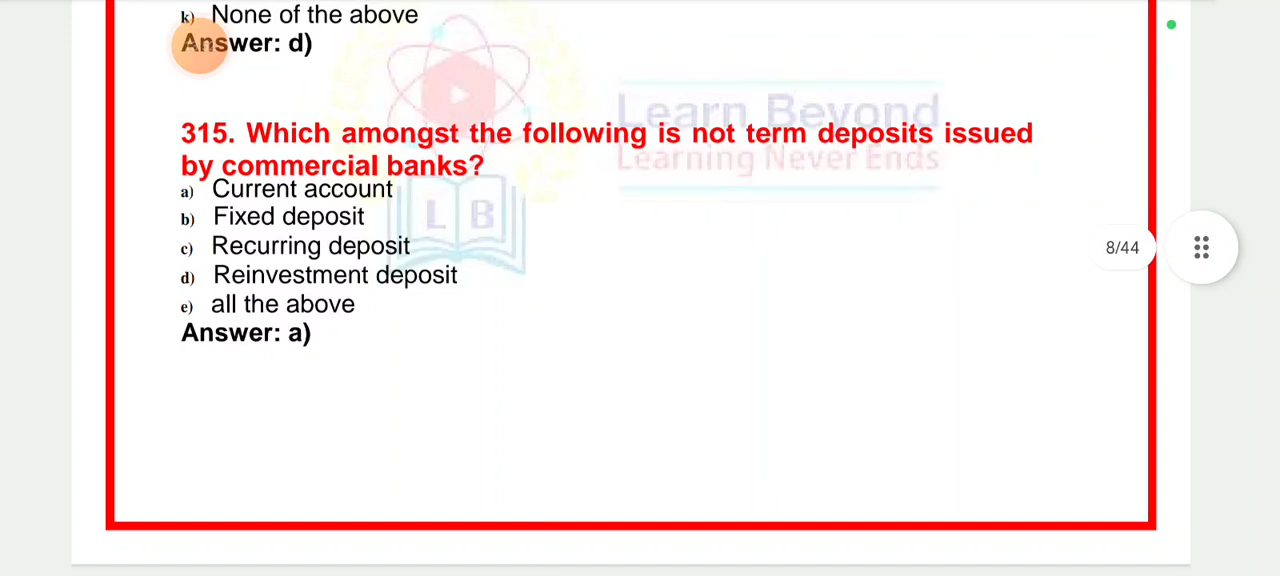 k) None of the above
Answer: d)
Learn Beyond
Learning Never Ends
315. Which amongst the following is not term deposits issued
by commercial banks?
a) Current account
b) Fixed deposit
L B
c) Recurring deposit
8/44
d) Reinvestment deposit
e) all the above
Answer: a)